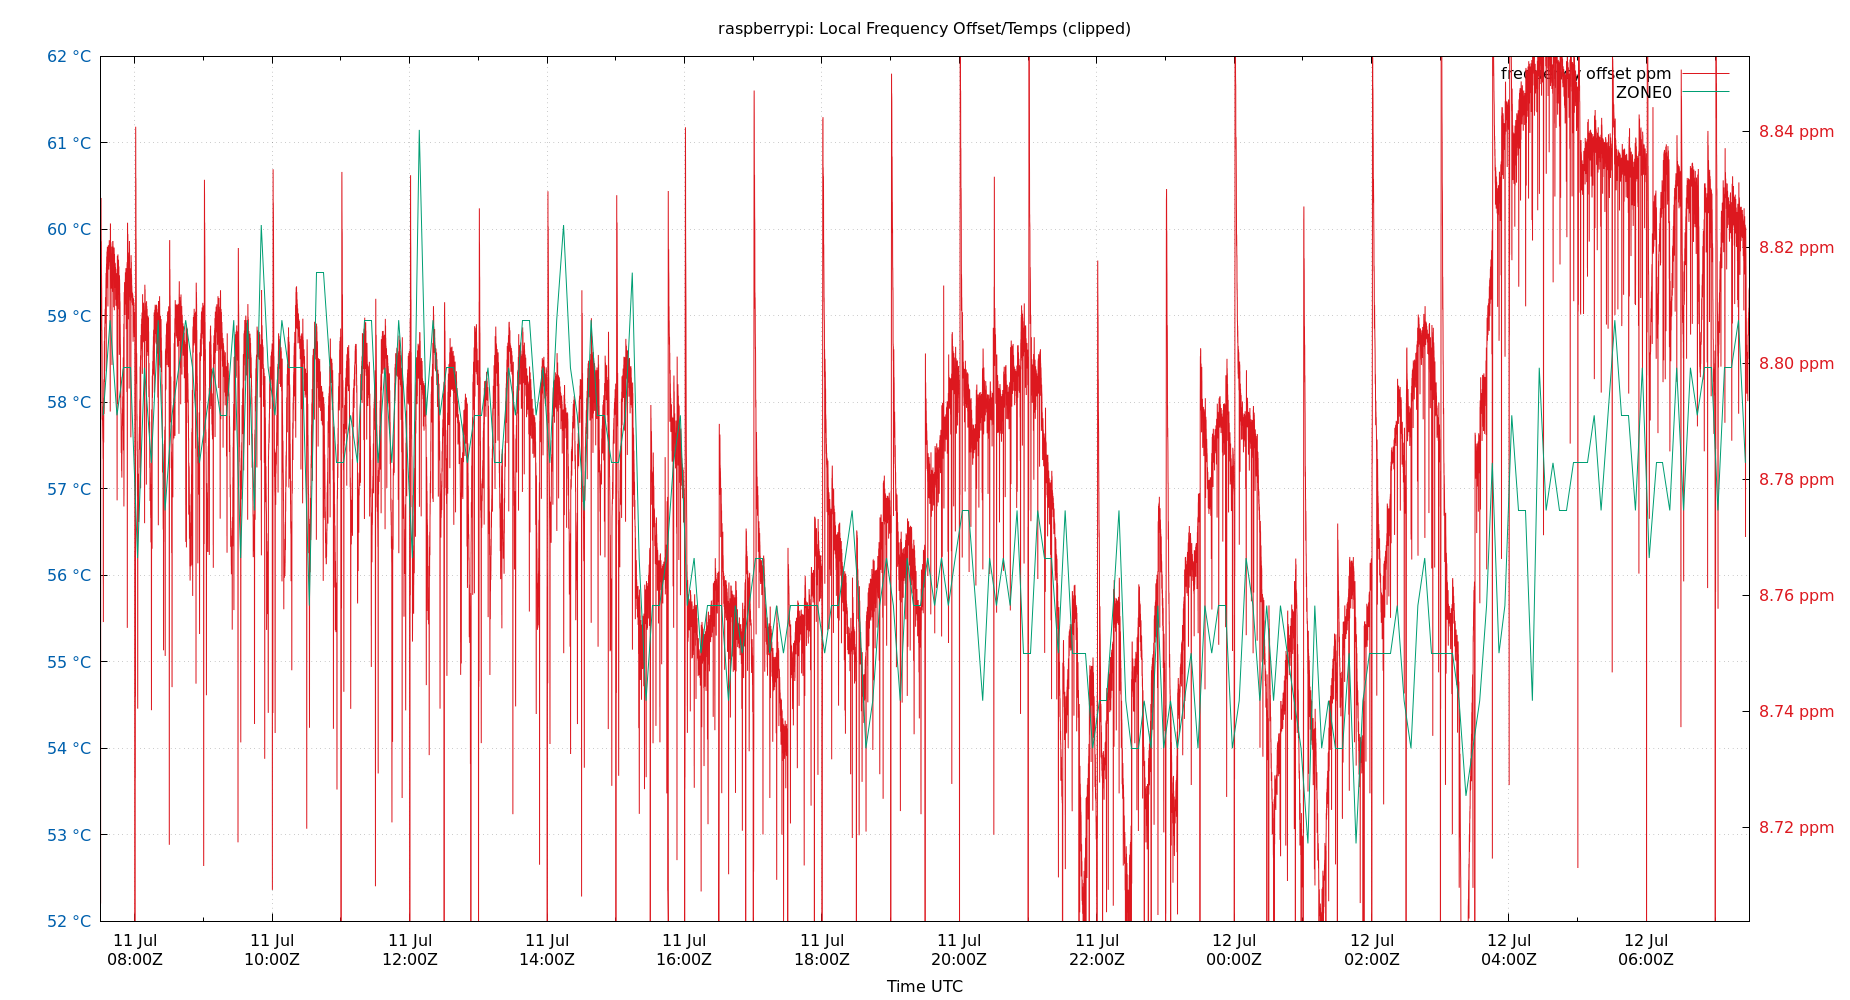 raspberrypi: Local Frequency Offset/Temps (clipped)
62 °C
61 °C
60 °C
59 °C
58 °C
57 °C
56 °C
55 °C
54 °C
53 °C
52 °C
frequency offset ppm
ZONE0
8.84 ppm
8.82 ppm
8.80 ppm
8.78 ppm
8.76 ppm
8.74 ppm
8.72 ppm
11 Jul 11 Jul 11 Jul 11 Jul 11 Jul 11 Jul 11 Jul 11 Jul 12 Jul 12 Jul 12 Jul 12 Jul
08:00Z 10:00Z 12:00Z 14:00Z 16:00Z 18:00Z 20:00Z 22:00Z 00:00Z 02:00Z 04:00Z 06:00Z
Time UTC